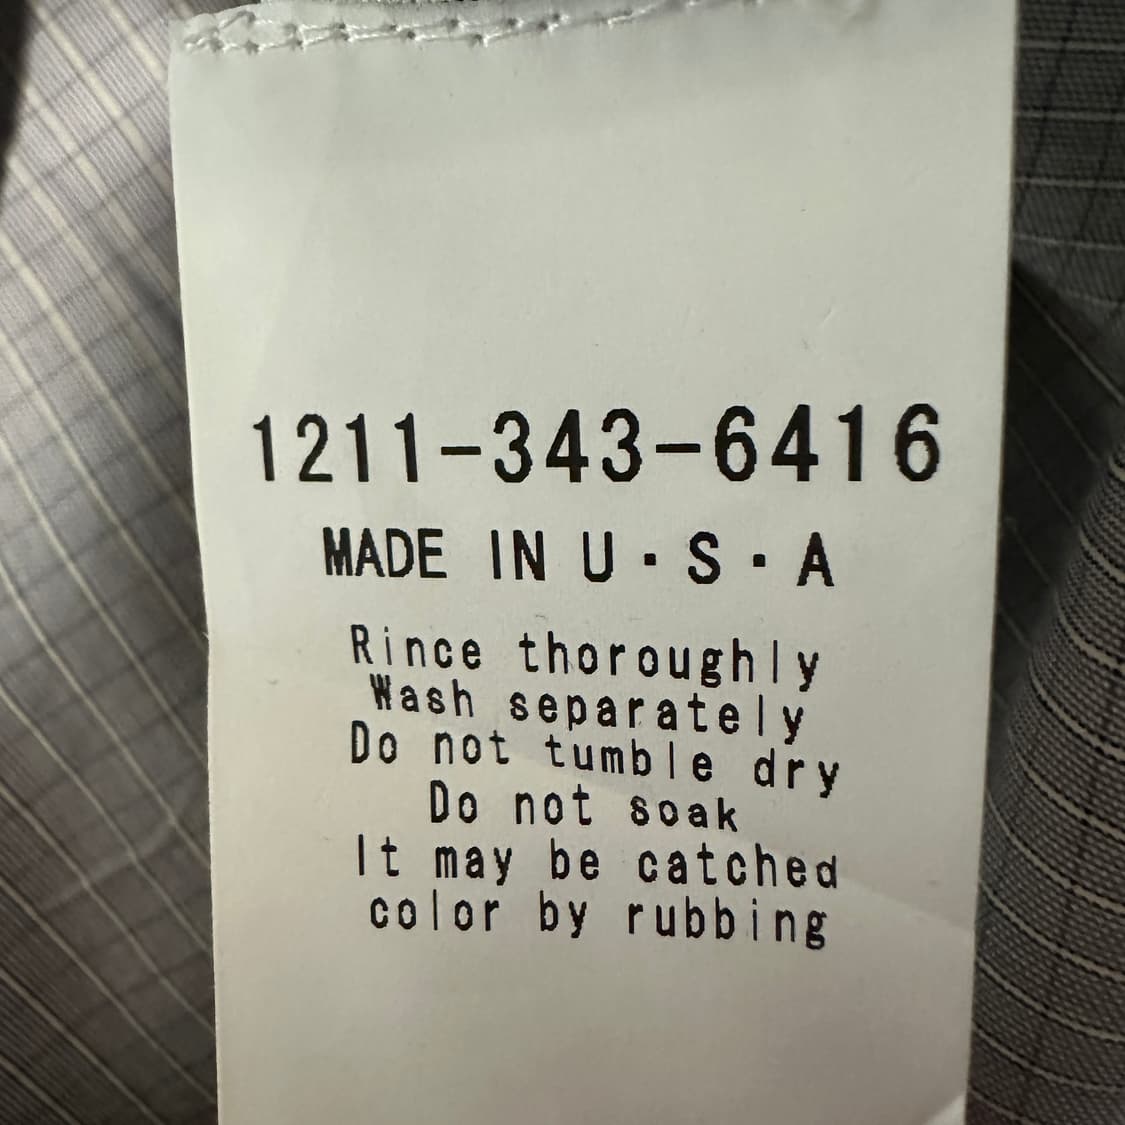 1211-343-6416
MADE IN U・S・A
Rince thoroughly
Wash separately
Do not tumble dry
Do not soak
It may be catched
color by rubbing